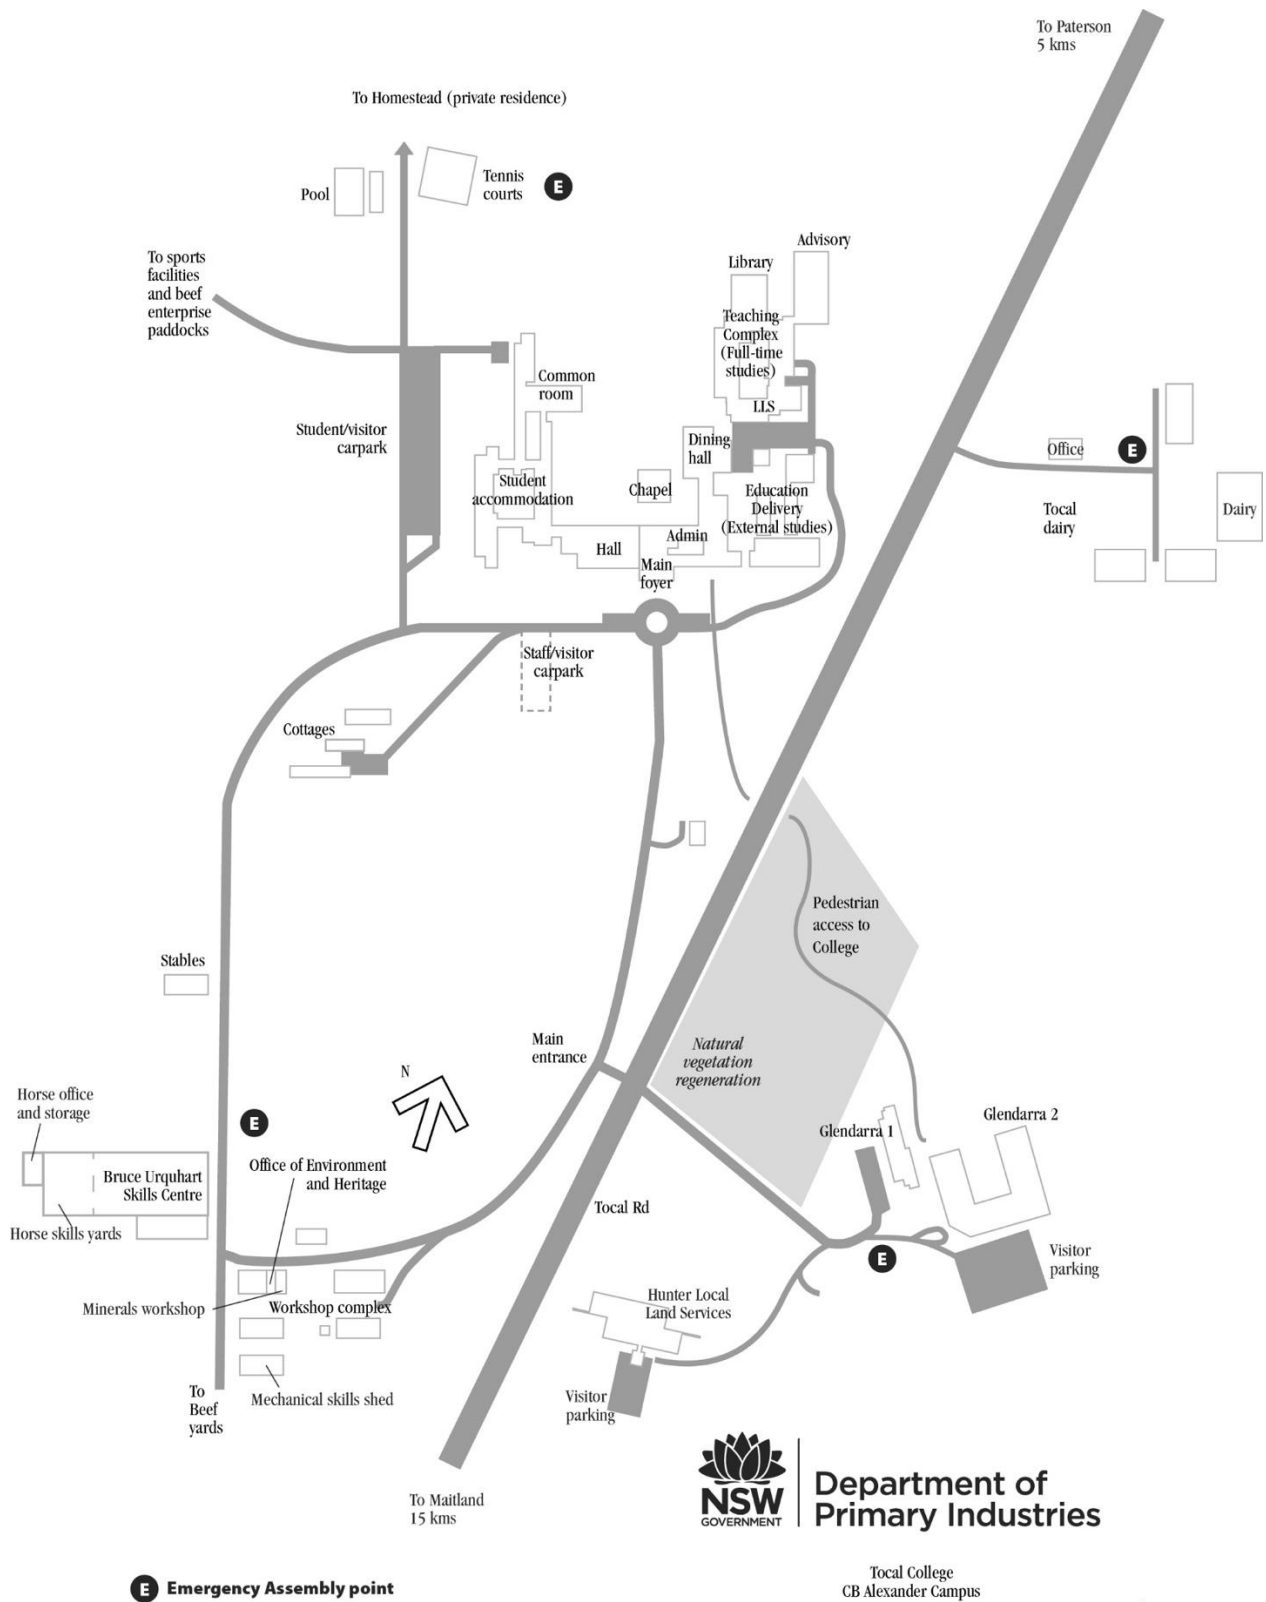 To Paterson
5 kms
To Homestead (private residence)
Pool
Tennis
courts
E
To sports
facilities
and beef
enterprise
paddocks
Advisory
Library
Teaching
Complex
(Full-time
studies)
LLS
Common
room
Student/visitor
carpark
Dining
hall
Office
E
Student
accommodation
Chapel
Education
Delivery
(External studies)
Tocal
dairy
Dairy
Hall
Admin
Main
foyer
Staff/visitor
carpark
Cottages
Pedestrian
access to
College
Stables
Main
entrance
Natural
vegetation
regeneration
N
Horse office
and storage
E
Glendarra 1
Glendarra 2
Bruce Urquhart
Skills Centre
Office of Environment
and Heritage
Horse skills yards
Tocal Rd
E
Visitor
parking
Minerals workshop
Workshop complex
Hunter Local
Land Services
To
Beef
yards
Mechanical skills shed
Visitor
parking
To Maitland
15 kms
NSW
GOVERNMENT
Department of
Primary Industries
E Emergency Assembly point
Tocal College
CB Alexander Campus